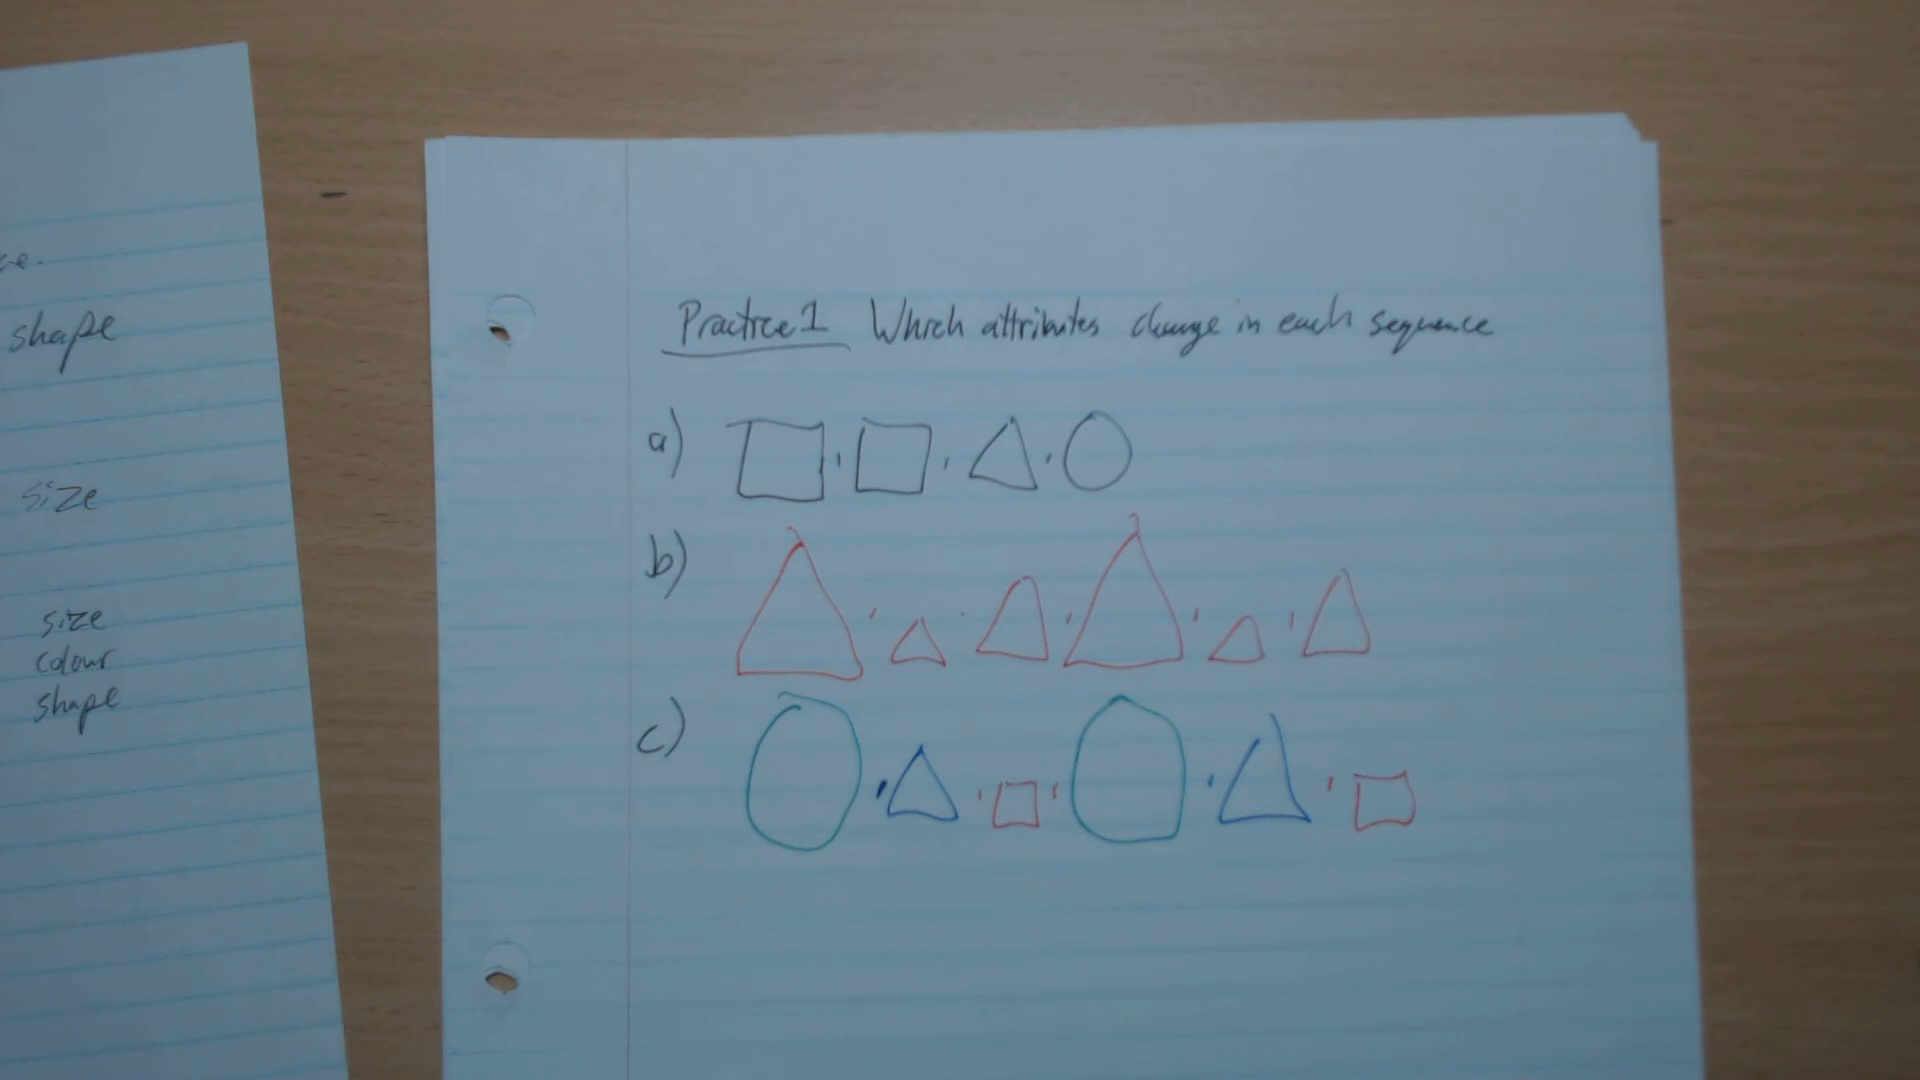 shape
size
size
colour
shape
Practice 1 Which attributes change in each sequence
a)
b)
c)